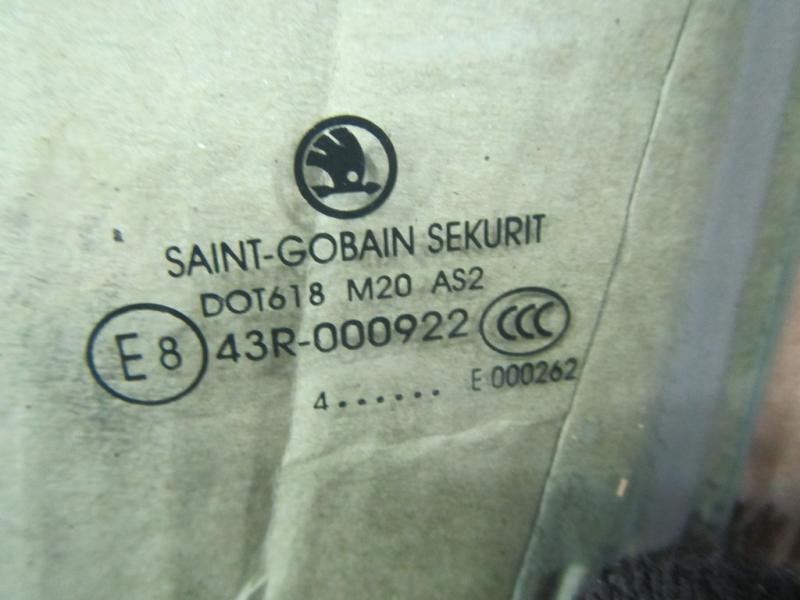 SAINT-GOBAIN SEKURIT
DOT618 M20 AS2
E8 43R-000922 CCC
4...... E 000262